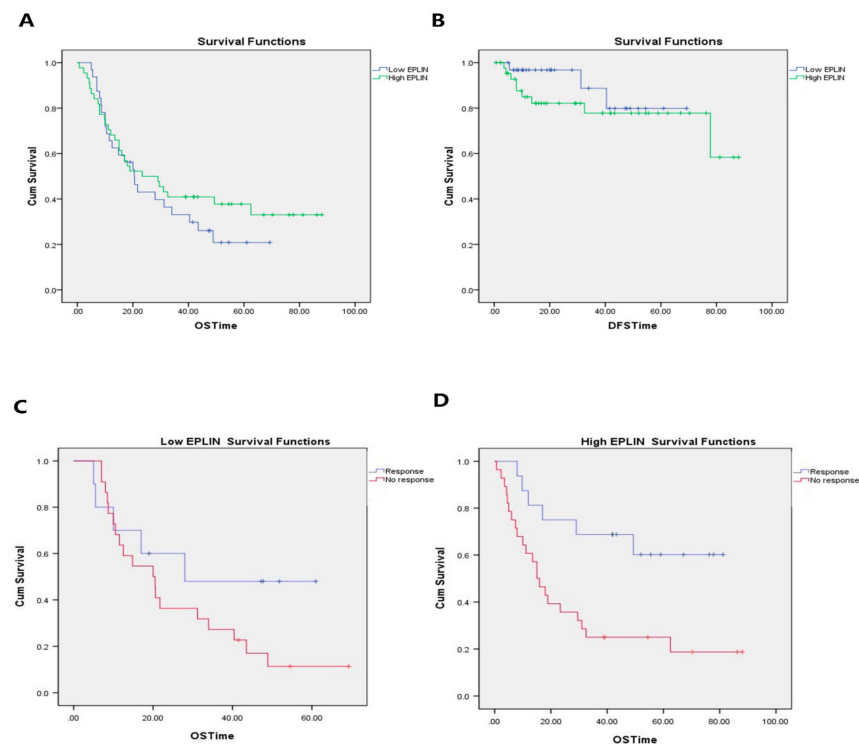 A
Survival Functions
Cum Survival
1.0
0.8
0.6
0.4
0.2
0.0
.00 20.00 40.00 60.00 80.00 100.00
OSTime
Low EPLIN
High EPLIN
B
Survival Functions
Cum Survival
1.0
0.8
0.6
0.4
0.2
0.0
.00 20.00 40.00 60.00 80.00 100.00
DFSTime
Low EPLIN
High EPLIN
C
Low EPLIN Survival Functions
Cum Survival
1.0
0.8
0.6
0.4
0.2
0.0
.00 20.00 40.00 60.00
OSTime
Response
No response
D
High EPLIN Survival Functions
Cum Survival
1.0
0.8
0.6
0.4
0.2
0.0
.00 20.00 40.00 60.00 80.00 100.00
OSTime
Response
No response